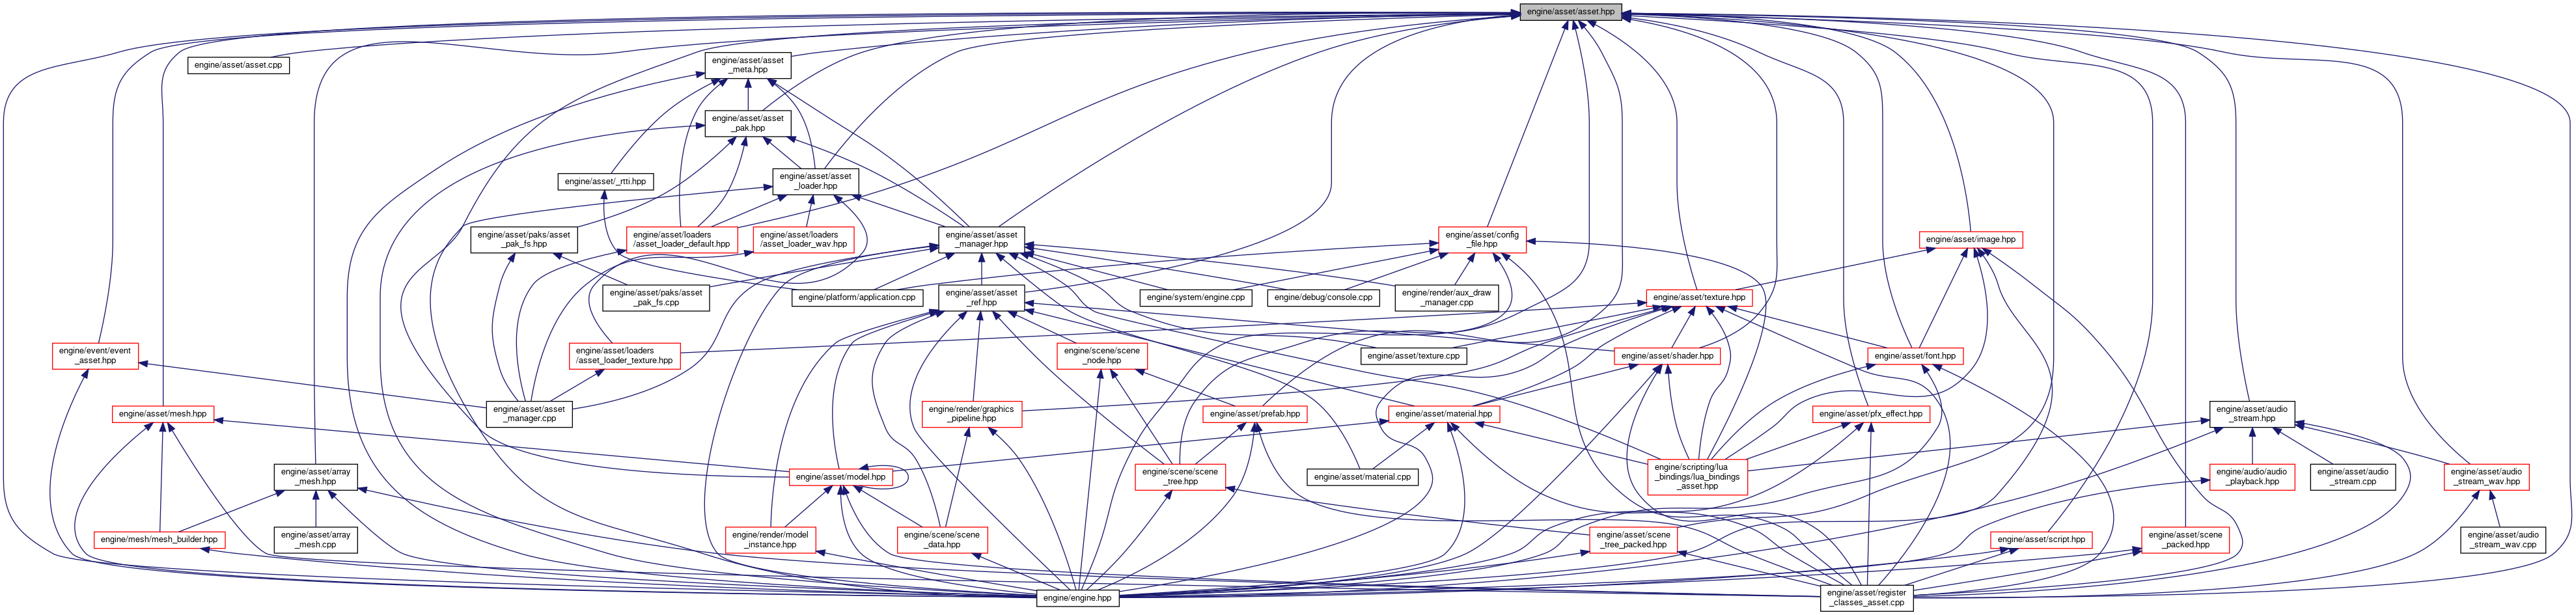 engine/asset/asset.hpp
engine/asset/asset.cpp
engine/asset/asset
_meta.hpp
engine/asset/asset
_pak.hpp
engine/asset/_rtti.hpp
engine/asset/asset
_loader.hpp
engine/asset/paks/asset
_pak_fs.hpp
engine/asset/loaders
/asset_loader_default.hpp
engine/asset/loaders
/asset_loader_wav.hpp
engine/asset/asset
_manager.hpp
engine/asset/config
_file.hpp
engine/asset/image.hpp
engine/asset/paks/asset
_pak_fs.cpp
engine/platform/application.cpp
engine/asset/asset
_ref.hpp
engine/system/engine.cpp
engine/debug/console.cpp
engine/render/aux_draw
_manager.cpp
engine/asset/texture.hpp
engine/event/event
_asset.hpp
engine/asset/loaders
/asset_loader_texture.hpp
engine/scene/scene
_node.hpp
engine/asset/texture.cpp
engine/asset/shader.hpp
engine/asset/font.hpp
engine/asset/mesh.hpp
engine/asset/asset
_manager.cpp
engine/render/graphics
_pipeline.hpp
engine/asset/prefab.hpp
engine/asset/material.hpp
engine/asset/pfx_effect.hpp
engine/asset/audio
_stream.hpp
engine/asset/array
_mesh.hpp
engine/asset/model.hpp
engine/scene/scene
_tree.hpp
engine/asset/material.cpp
engine/scripting/lua
_bindings/lua_bindings
_asset.hpp
engine/audio/audio
_playback.hpp
engine/asset/audio
_stream.cpp
engine/asset/audio
_stream_wav.hpp
engine/mesh/mesh_builder.hpp
engine/asset/array
_mesh.cpp
engine/render/model
_instance.hpp
engine/scene/scene
_data.hpp
engine/asset/scene
_tree_packed.hpp
engine/asset/script.hpp
engine/asset/scene
_packed.hpp
engine/asset/audio
_stream_wav.cpp
engine/engine.hpp
engine/asset/register
_classes_asset.cpp